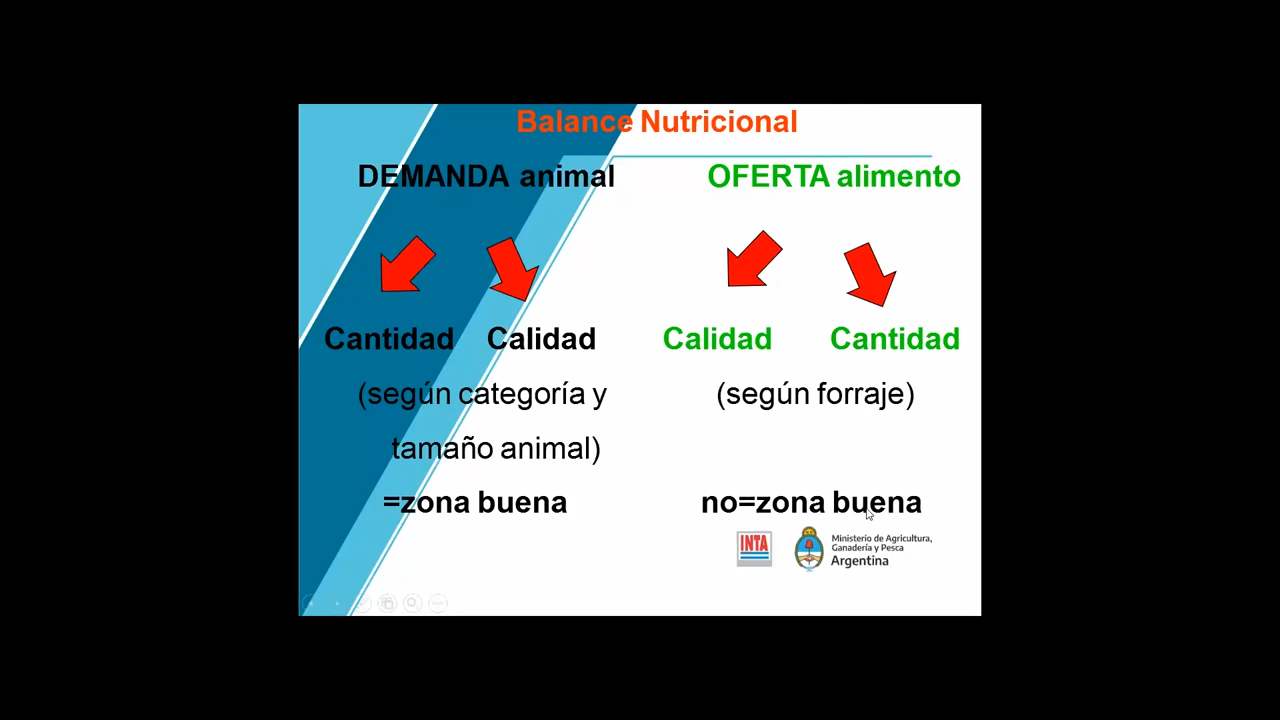 Balance Nutricional
DEMANDA animal OFERTA alimento
Cantidad Calidad Calidad Cantidad
(según categoría y (según forraje)
tamaño animal)
=zona buena no=zona buena
INTA
Ministerio de Agricultura,
Ganadería y Pesca
Argentina